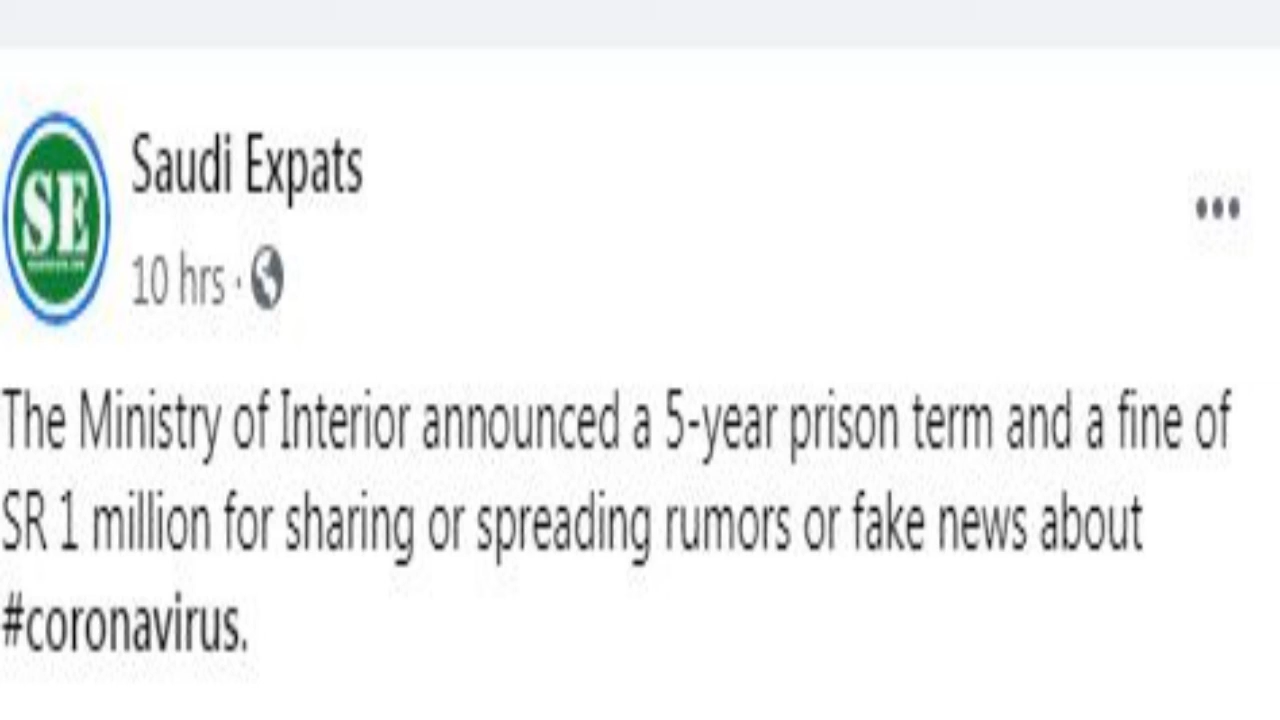 SE
Saudi Expats
10 hrs ·
The Ministry of Interior announced a 5-year prison term and a fine of
SR 1 million for sharing or spreading rumors or fake news about
#coronavirus.